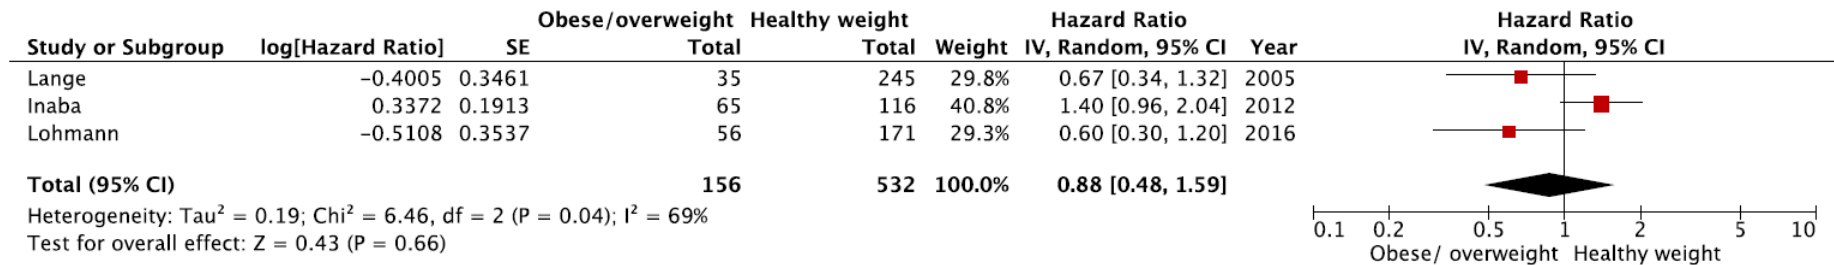 Obese/overweight Healthy weight Hazard Ratio Hazard Ratio
Study or Subgroup log[Hazard Ratio] SE Total Total Weight IV, Random, 95% CI Year IV, Random, 95% CI
Lange -0.4005 0.3461 35 245 29.8% 0.67 [0.34, 1.32] 2005
Inaba 0.3372 0.1913 65 116 40.8% 1.40 [0.96, 2.04] 2012
Lohmann -0.5108 0.3537 56 171 29.3% 0.60 [0.30, 1.20] 2016
Total (95% CI) 156 532 100.0% 0.88 [0.48, 1.59]
Heterogeneity: Tau² = 0.19; Chi² = 6.46, df = 2 (P = 0.04); I² = 69%
Test for overall effect: Z = 0.43 (P = 0.66)
0.1 0.2 0.5 1 2 5 10
Obese/ overweight Healthy weight